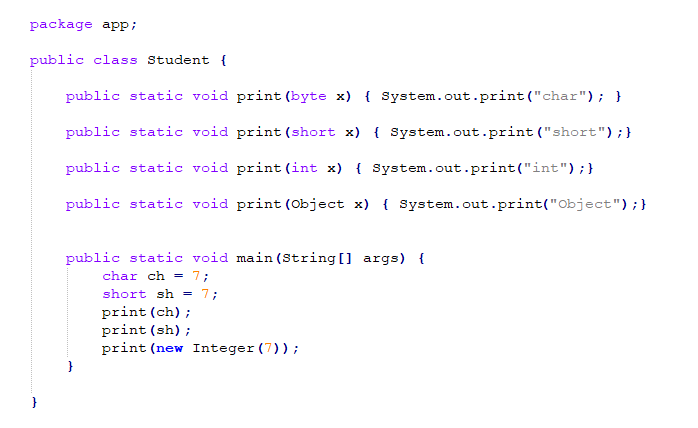 package app;
public class Student {
public static void print(byte x) { System.out.print("char"); }
public static void print(short x) { System.out.print("short");}
public static void print(int x) { System.out.print("int");}
public static void print(Object x) { System.out.print("Object");}
public static void main(String[] args) {
char ch = 7;
short sh = 7;
print(ch);
print(sh);
print(new Integer(7));
}
}